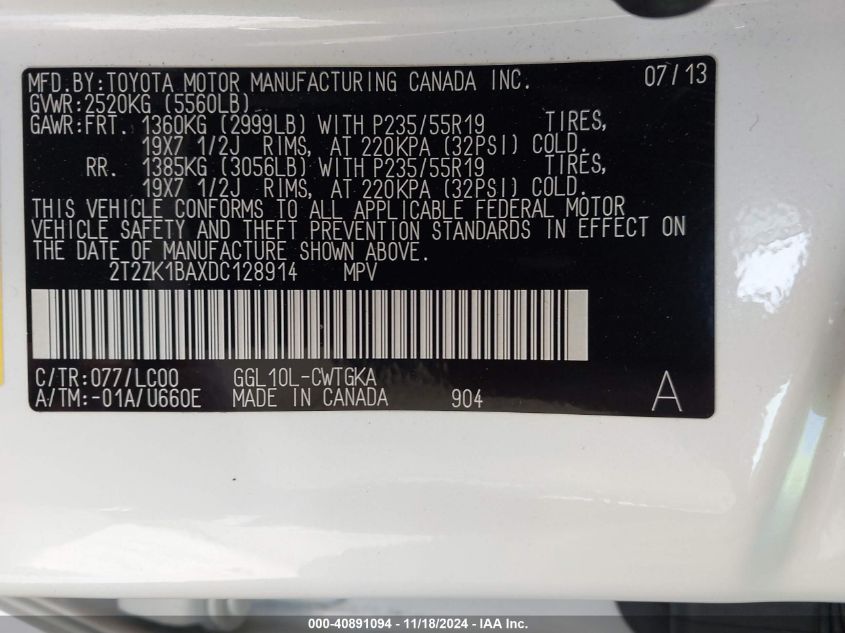 MFD.BY:TOYOTA MOTOR MANUFACTURING CANADA INC. 07/13
GVWR:2520KG (5560LB)
GAWR:FRT. 1360KG (2999LB) WITH P235/55R19 TIRES,
19X7 1/2J RIMS, AT 220KPA (32PSI) COLD.
RR. 1385KG (3056LB) WITH P235/55R19 TIRES,
19X7 1/2J RIMS, AT 220KPA (32PSI) COLD.
THIS VEHICLE CONFORMS TO ALL APPLICABLE FEDERAL MOTOR
VEHICLE SAFETY AND THEFT PREVENTION STANDARDS IN EFFECT ON
THE DATE OF MANUFACTURE SHOWN ABOVE.
2T2ZK1BAXDC128914 MPV
C/TR:077/LC00 GGL10L-CWTGKA
A/TM:-01A/U660E MADE IN CANADA 904 A
000-40891094 - 11/18/2024 - IAA Inc.